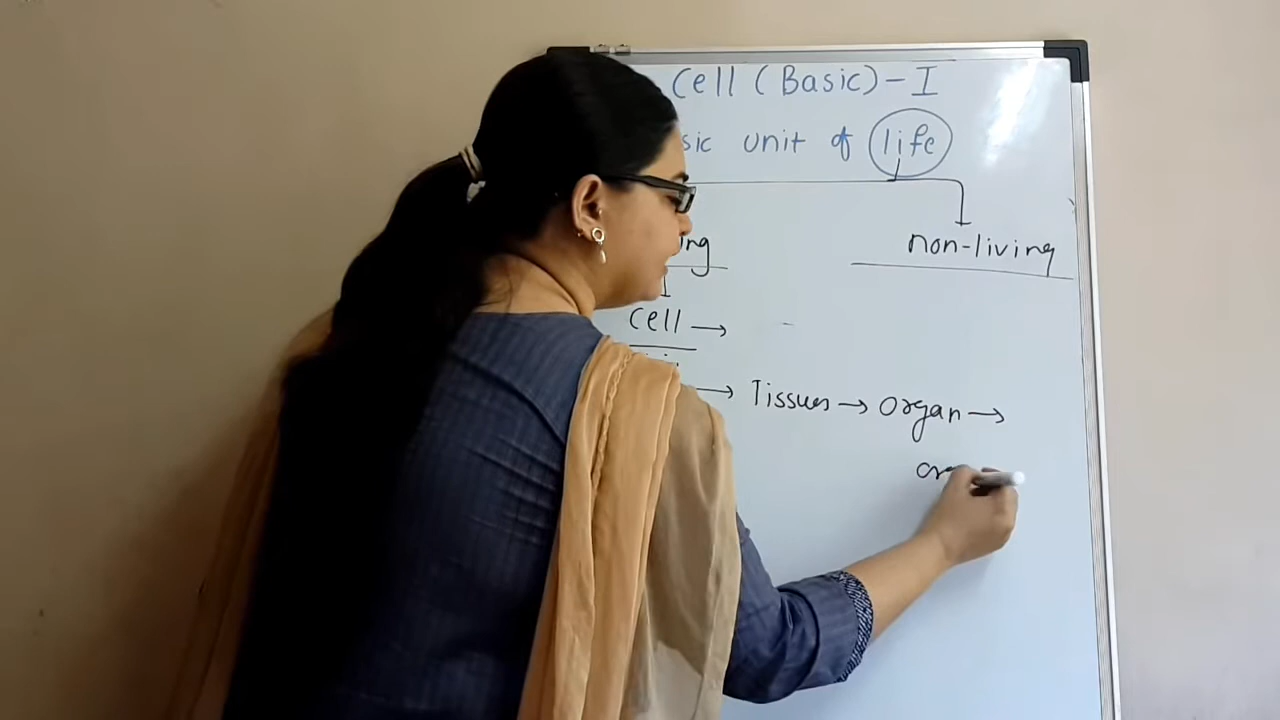 Cell (Basic) - I
sic unit of life
ing non-living
Cell →
→ Tissues → Organ →